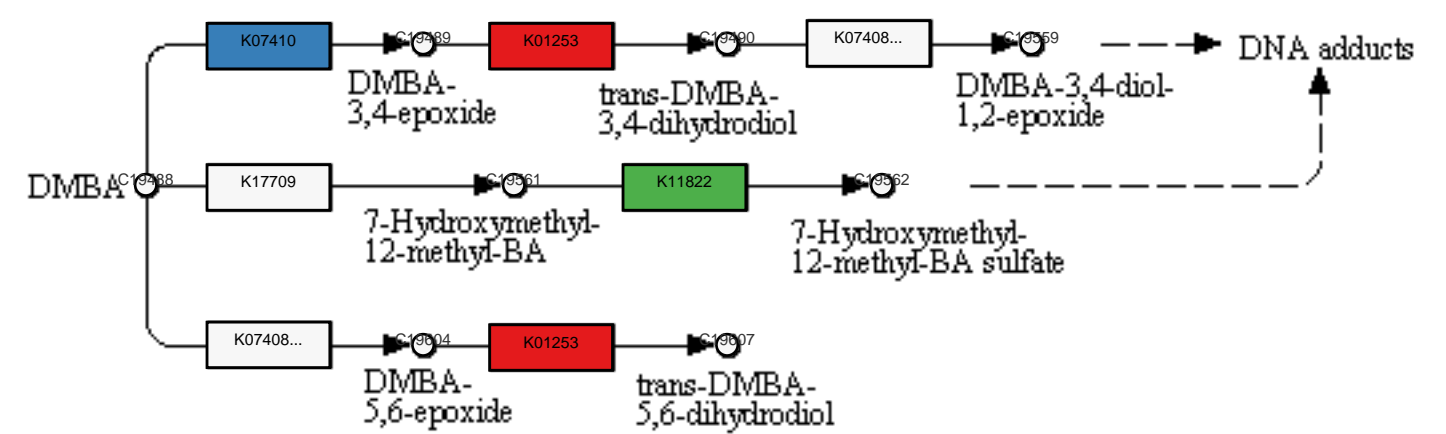 K07410 C19489 K01253 C19490 K07408... C19559 DNA adducts
DMBA-
3,4-epoxide
trans-DMBA-
3,4-dihydrodiol
DMBA-3,4-diol-
1,2-epoxide
DMBA C19488 K17709 C19561 K11822 C19562
7-Hydroxymethyl-
12-methyl-BA
7-Hydroxymethyl-
12-methyl-BA sulfate
K07408... C19604 K01253 C19607
DMBA-
5,6-epoxide
trans-DMBA-
5,6-dihydrodiol